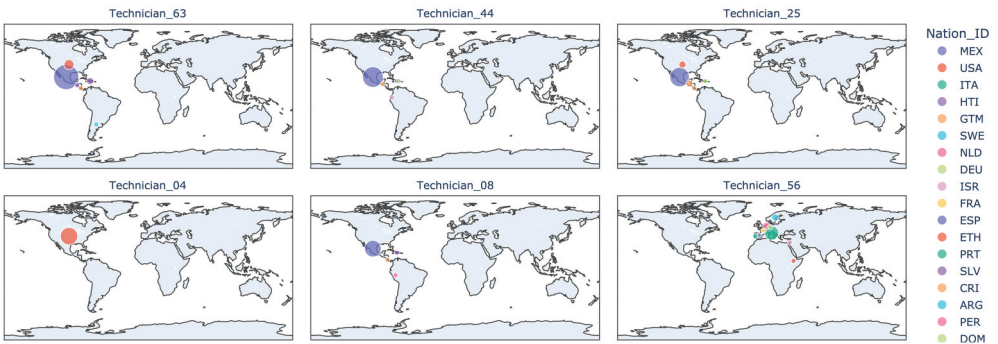 Technician_63
Technician_44
Technician_25
Technician_04
Technician_08
Technician_56
Nation_ID
MEX
USA
ITA
HTI
GTM
SWE
NLD
DEU
ISR
FRA
ESP
ETH
PRT
SLV
CRI
ARG
PER
DOM